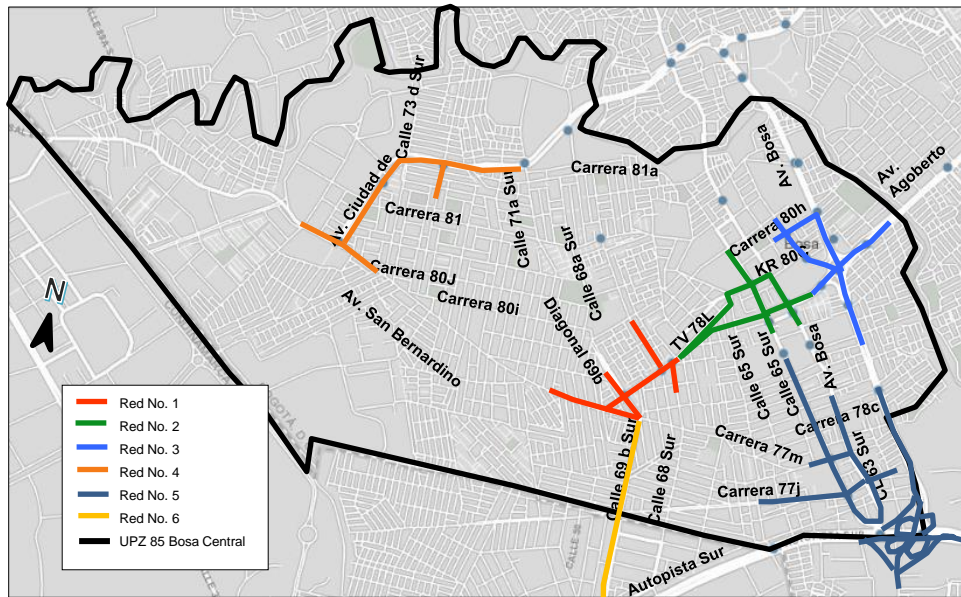 Calle 73 d Sur
Av. Ciudad de
Carrera 81
Carrera 80J
Carrera 80i
Av. San Bernardino
Calle 71a Sur
Calle 68a Sur
Diagonal 69b
Carrera 81a
Av. Bosa
Av.
Agoberto
Carrera 80h
Bosa
KR 80G
TV 78L
Calle 65 Sur
Calle 65 Sur
Av. Bosa
Carrera 78c
Carrera 77m
CL 63 Sur
Carrera 77j
Calle 69 b Sur
Calle 68 Sur
Autopista Sur
CALLE 38
N
Red No. 1
Red No. 2
Red No. 3
Red No. 4
Red No. 5
Red No. 6
UPZ 85 Bosa Central